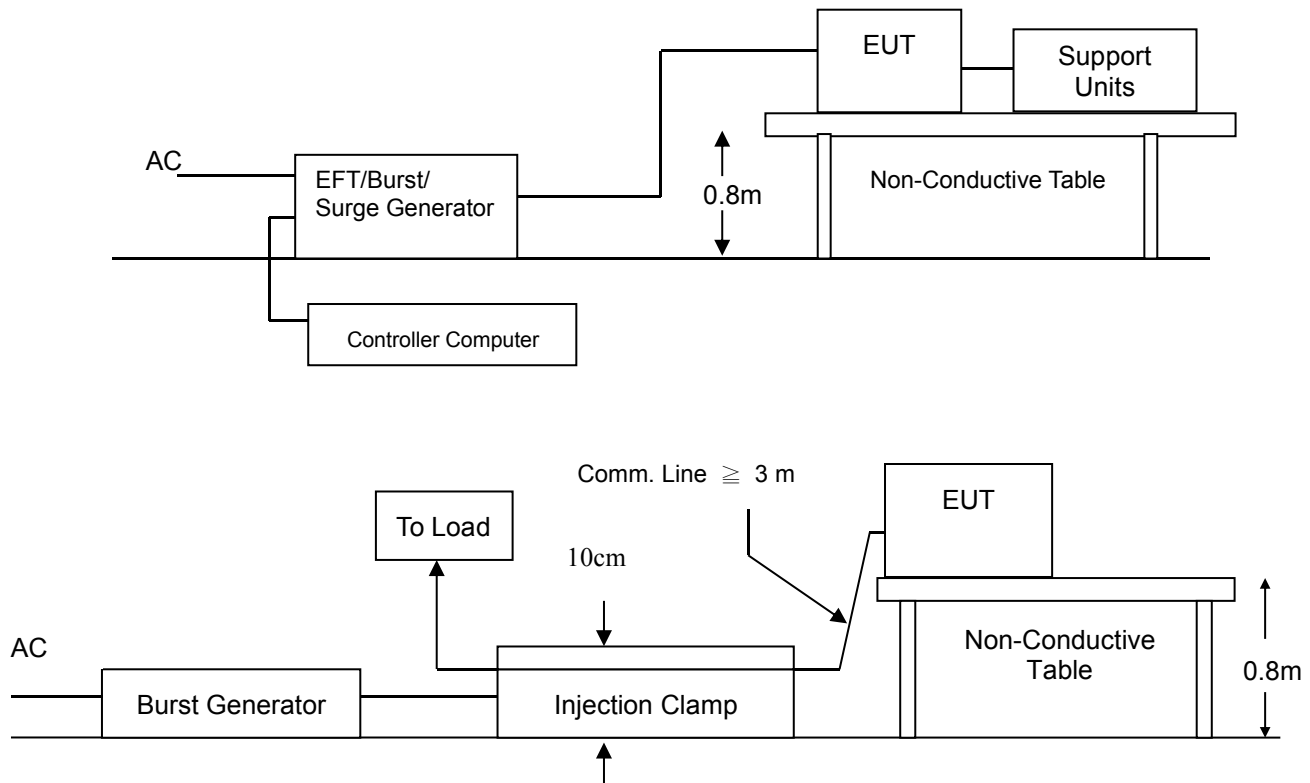 EUT
Support
Units
AC
EFT/Burst/
Surge Generator
0.8m
Non-Conductive Table
Controller Computer
Comm. Line ≧ 3 m
EUT
To Load
10cm
AC
Non-Conductive
Table
0.8m
Burst Generator
Injection Clamp